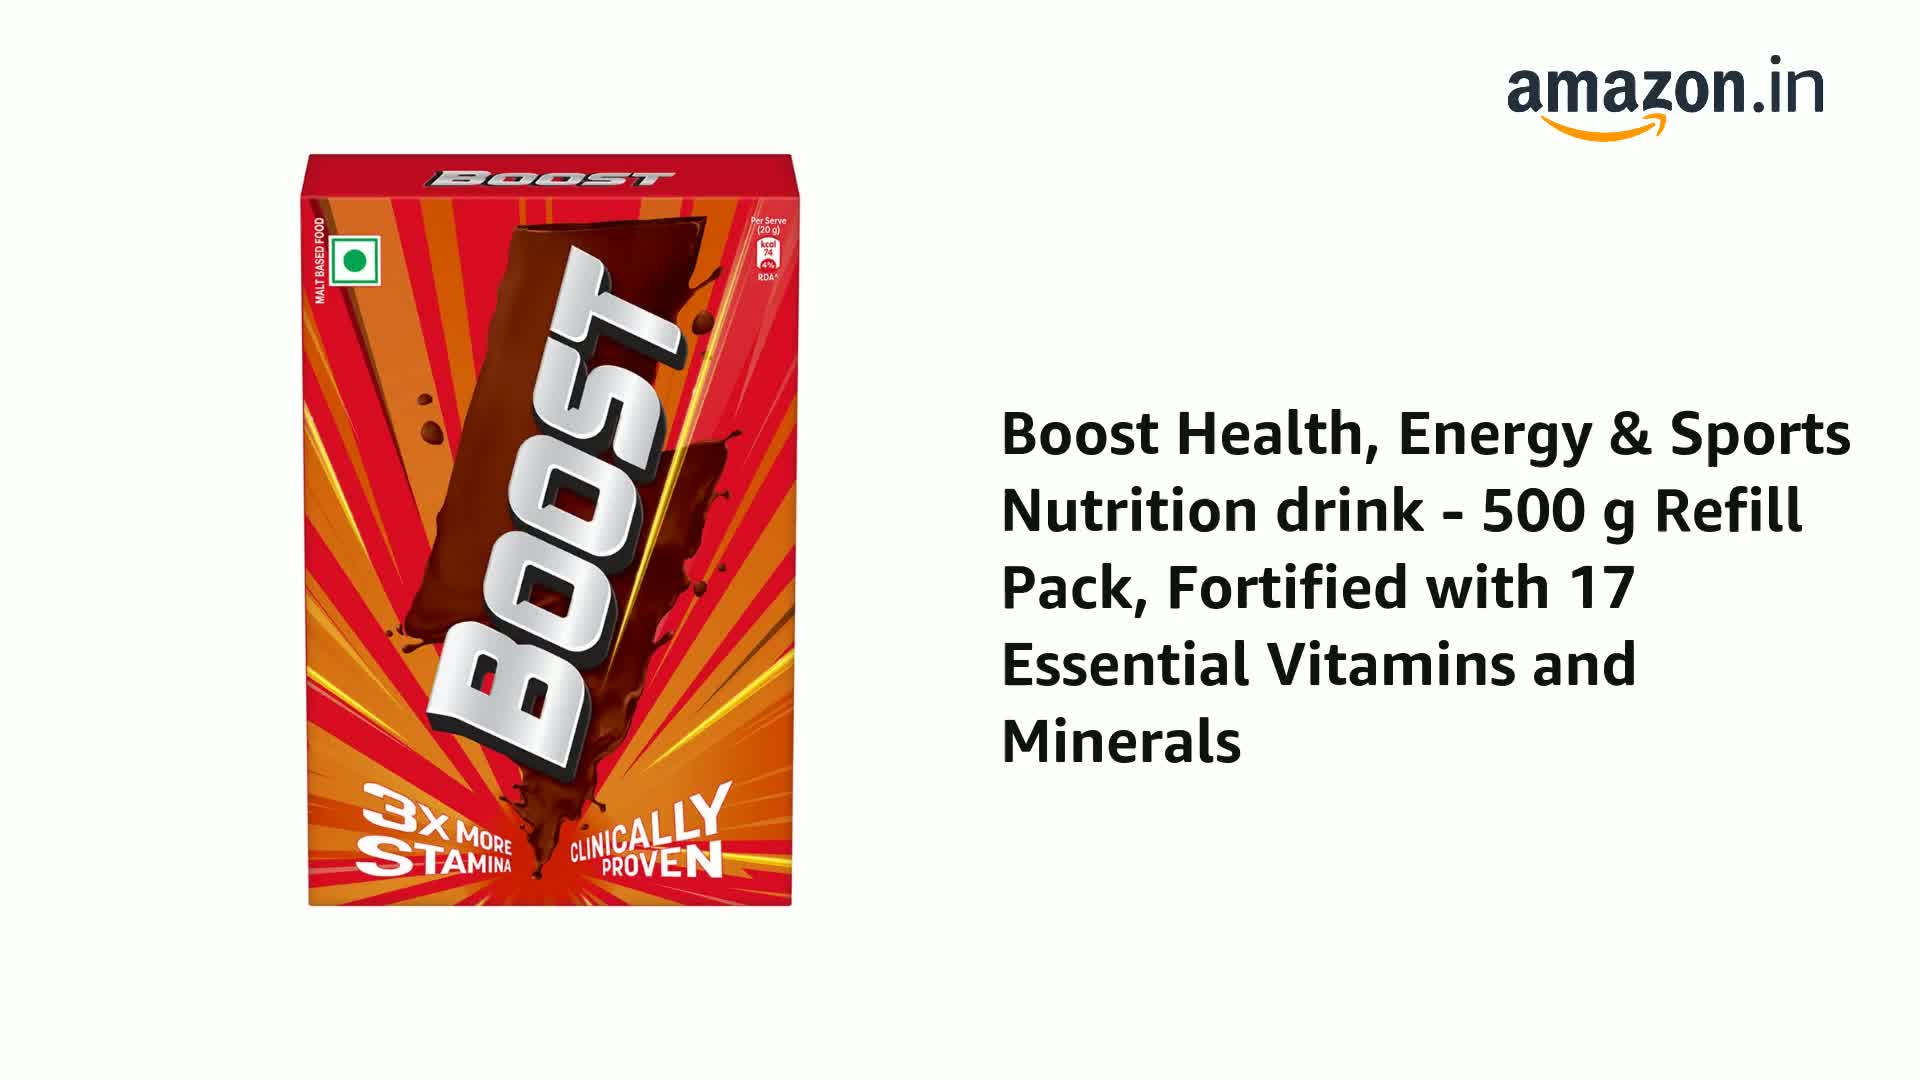 amazon.in
BOOST
MALT BASED FOOD
Per Serve
(20 g)
kcal
74
4%
RDA*
BOOST
3X MORE
STAMINA
CLINICALLY
PROVEN
Boost Health, Energy & Sports
Nutrition drink - 500 g Refill
Pack, Fortified with 17
Essential Vitamins and
Minerals